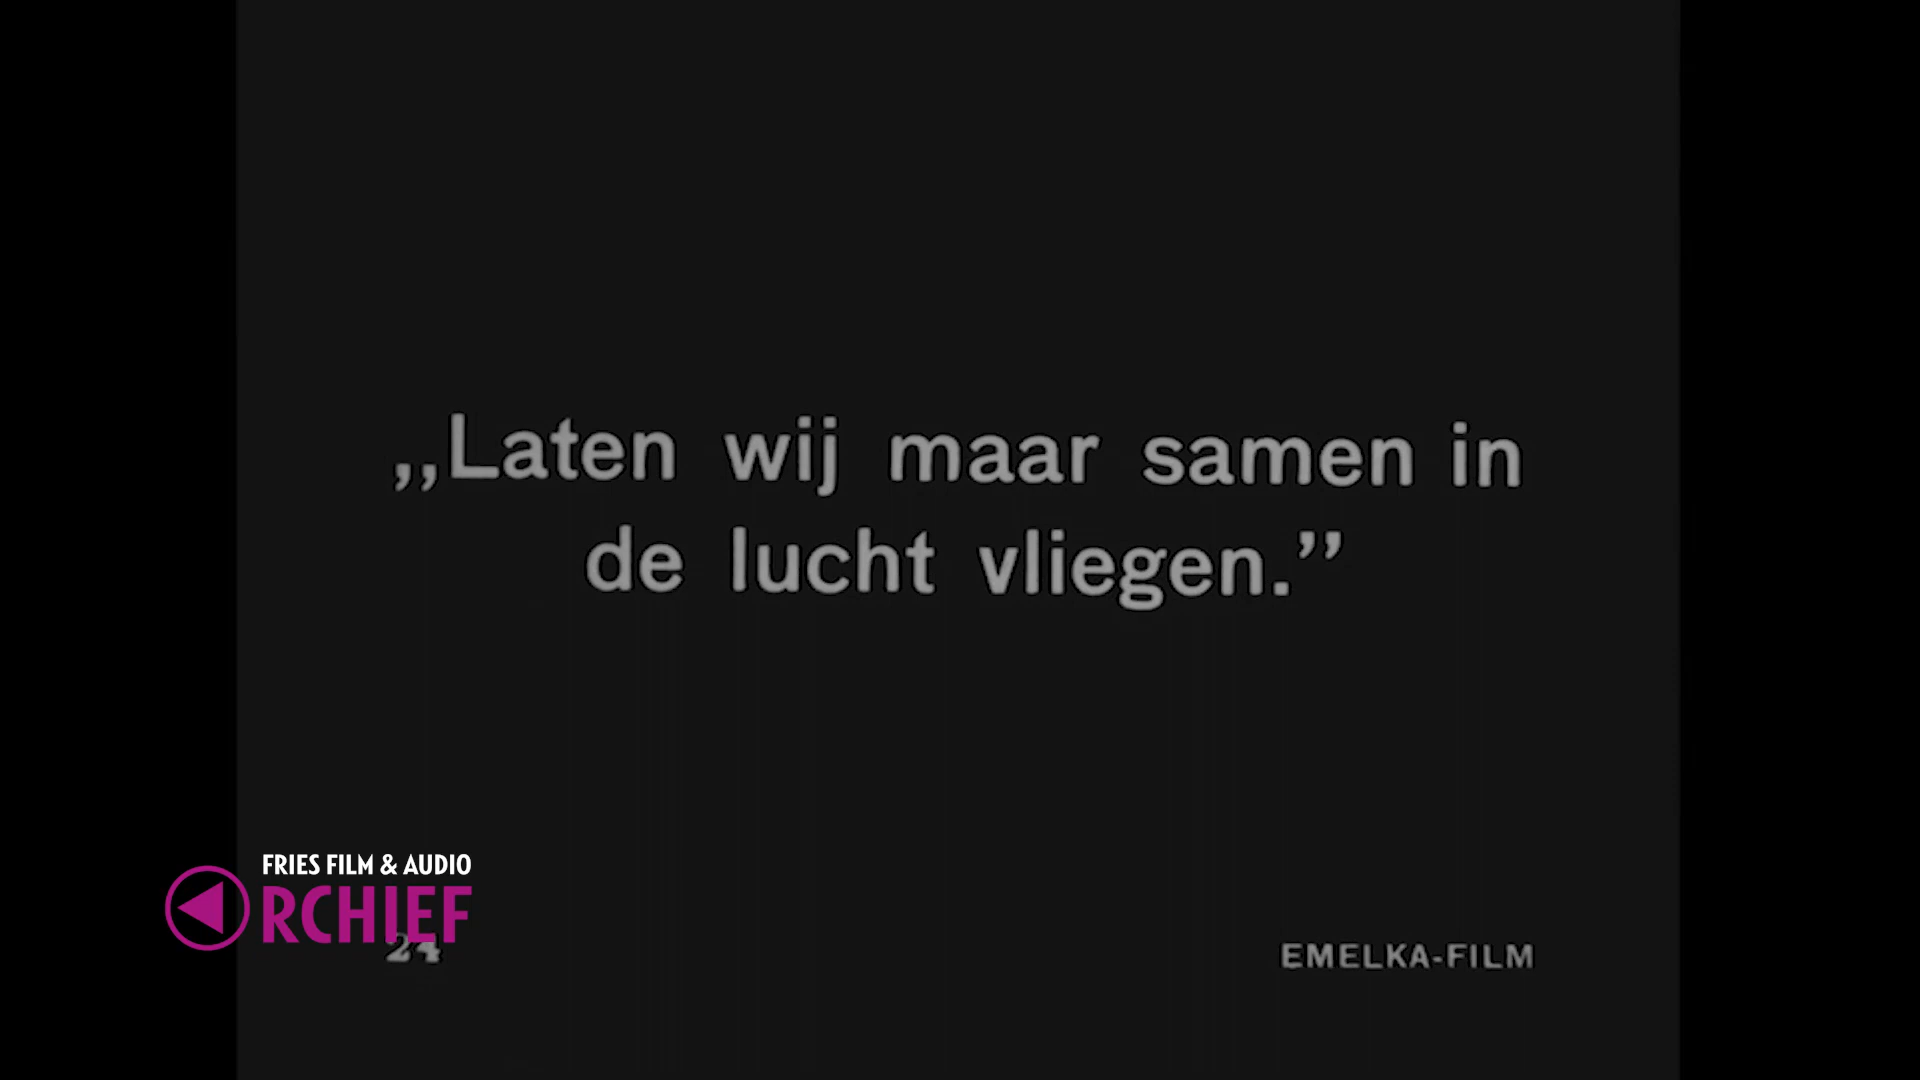 ,,Laten wij maar samen in
de lucht vliegen.’’
FRIES FILM & AUDIO
RCHIEF
24
EMELKA-FILM